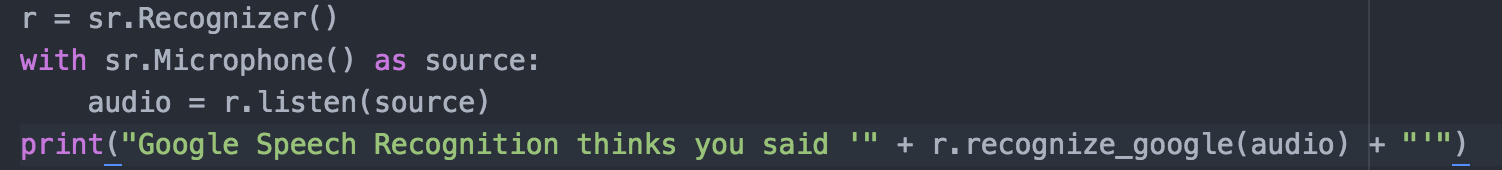 r = sr.Recognizer()
with sr.Microphone() as source:
    audio = r.listen(source)
print("Google Speech Recognition thinks you said '" + r.recognize_google(audio) + "'")